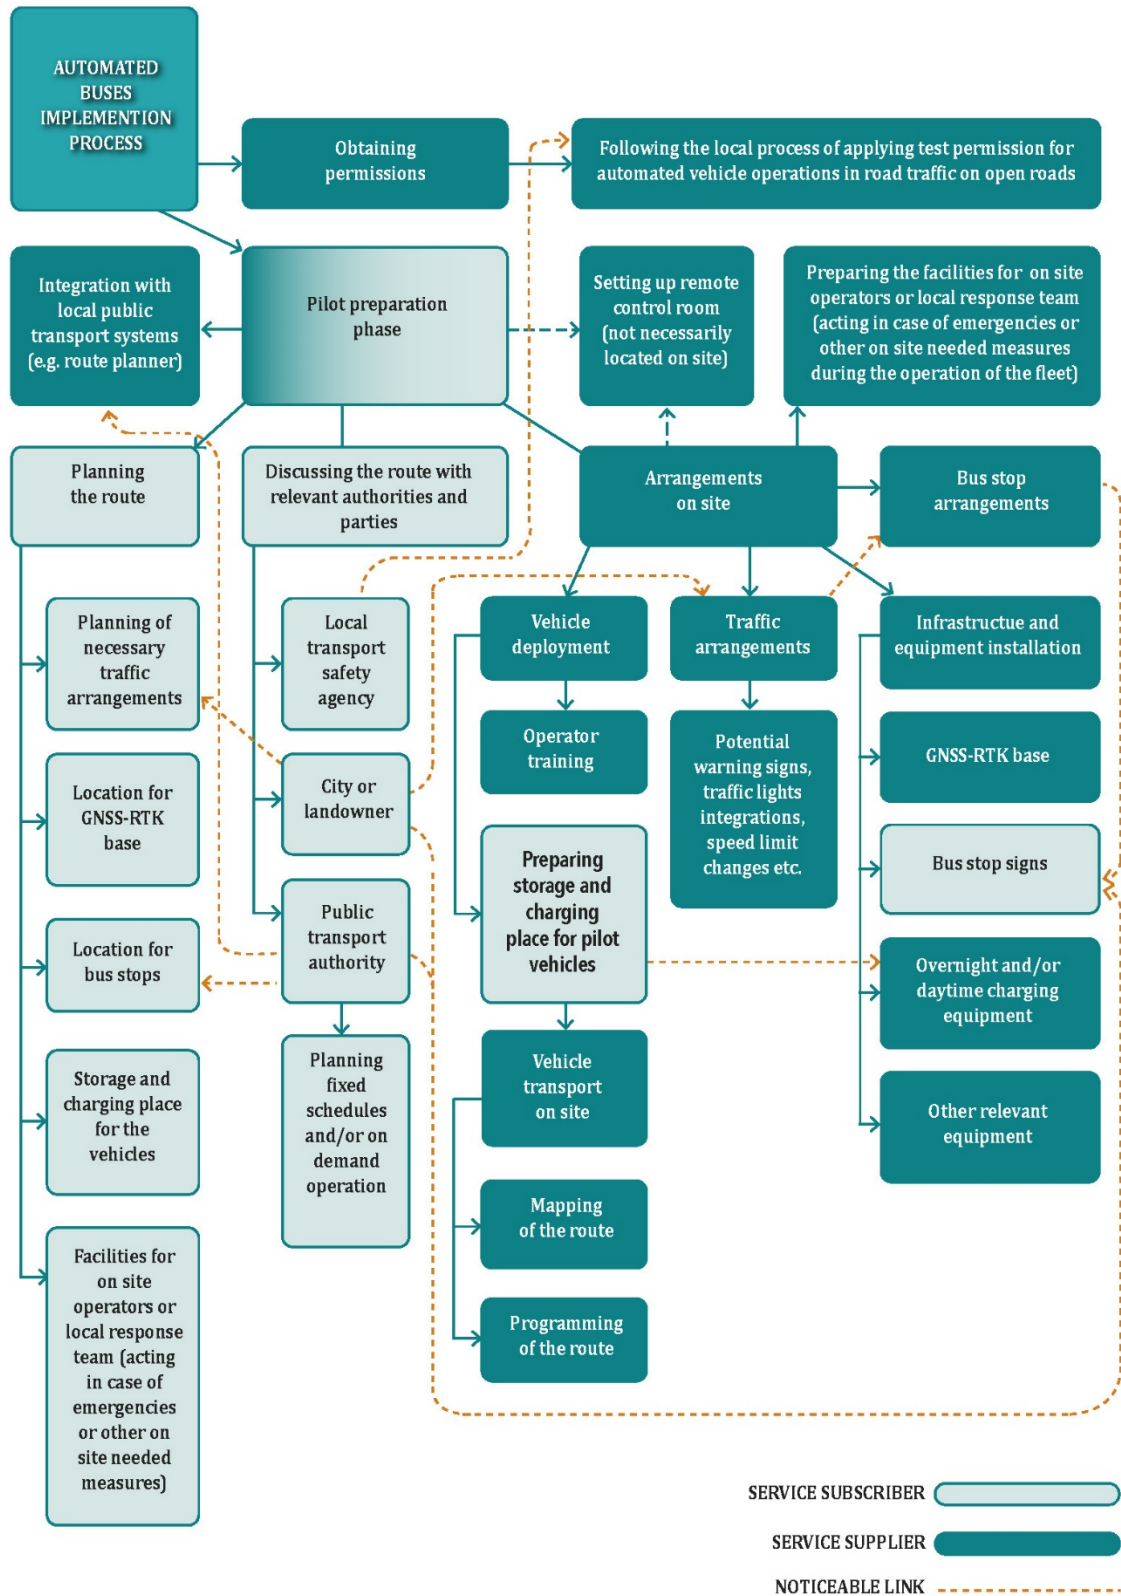 AUTOMATED
BUSES
IMPLEMENTION
PROCESS
Obtaining
permissions
Following the local process of applying test permission for
automated vehicle operations in road traffic on open roads
Integration with
local public
transport systems
(e.g. route planner)
Pilot preparation
phase
Setting up remote
control room
(not necessarily
located on site)
Preparing the facilities for on site
operators or local response team
(acting in case of emergencies or
other on site needed measures
during the operation of the fleet)
Planning
the route
Discussing the route with
relevant authorities and
parties
Arrangements
on site
Bus stop
arrangements
Planning of
necessary
traffic
arrangements
Local
transport
safety
agency
Vehicle
deployment
Traffic
arrangements
Infrastructue and
equipment installation
Operator
training
Potential
warning signs,
traffic lights
integrations,
speed limit
changes etc.
GNSS-RTK base
Location for
GNSS-RTK
base
City or
landowner
Preparing
storage and
charging
place for pilot
vehicles
Bus stop signs
Location for
bus stops
Public
transport
authority
Overnight and/or
daytime charging
equipment
Storage and
charging place
for the
vehicles
Planning
fixed
schedules
and/or on
demand
operation
Vehicle
transport
on site
Other relevant
equipment
Mapping
of the route
Facilities for
on site
operators or
local response
team (acting
in case of
emergencies
or other on
site needed
measures)
Programming
of the route
SERVICE SUBSCRIBER
SERVICE SUPPLIER
NOTICEABLE LINK